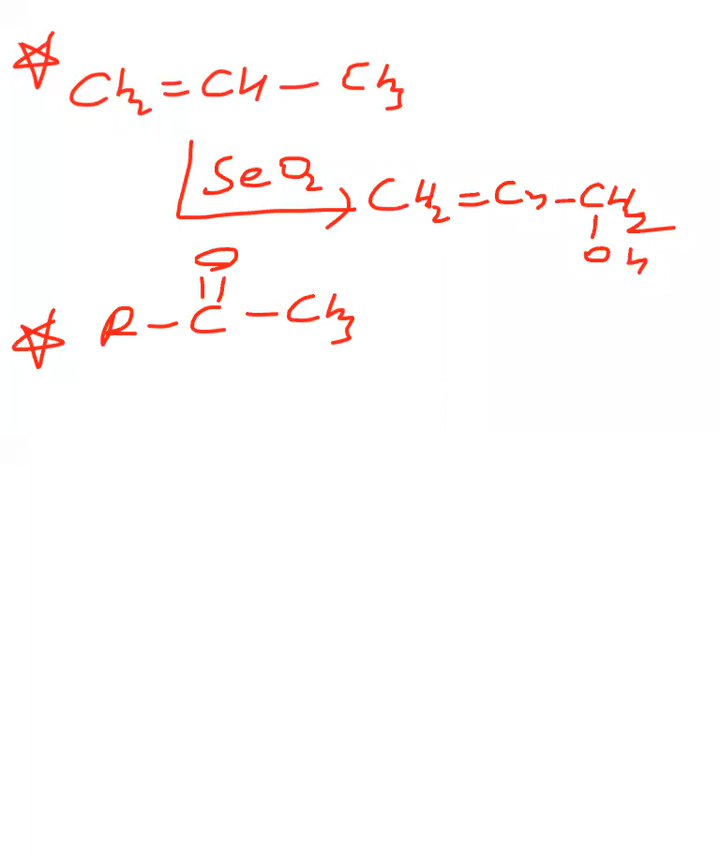 CH₂=CH-CH₃
SeO₂ → CH₂=CH-CH₂
OH
O
R-C-CH₃